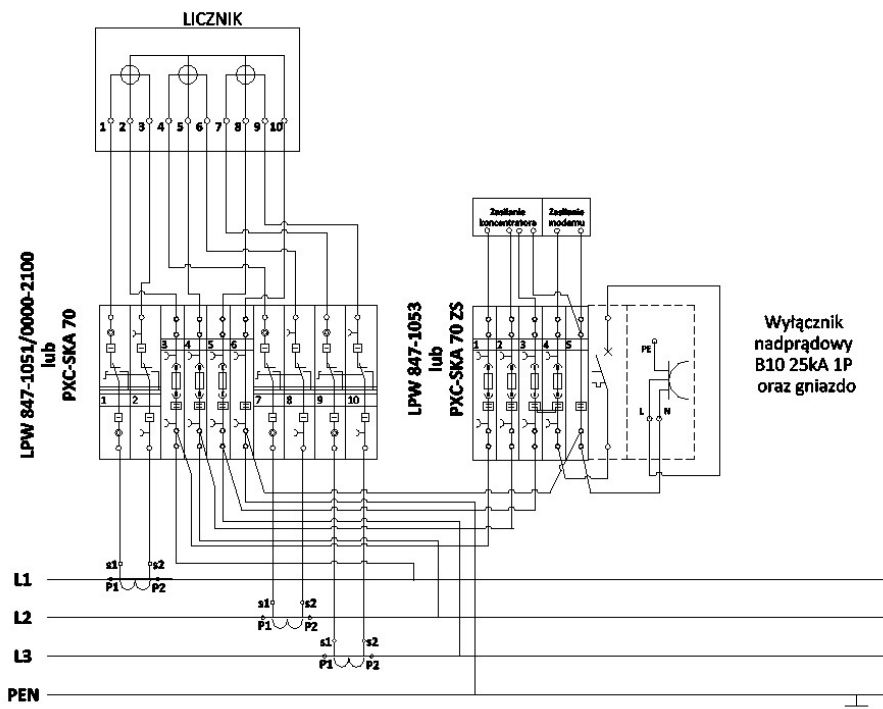 LICZNIK
1 2 3 4 5 6 7 8 9 10
Zasilanie
koncentratora
Zasilanie
modemu
LPW 847-1051/0000-2100
lub
PXC-SKA 70
3 4 5 6
1 2 7 8 9 10
LPW 847-1053
lub
PXC-SKA 70 ZS
1 2 3 4 5
PE
L N
Wyłącznik
nadprądowy
B10 25kA 1P
oraz gniazdo
s1 s2
L1
P1 P2
s1 s2
L2
P1 P2
s1 s2
L3
P1 P2
PEN